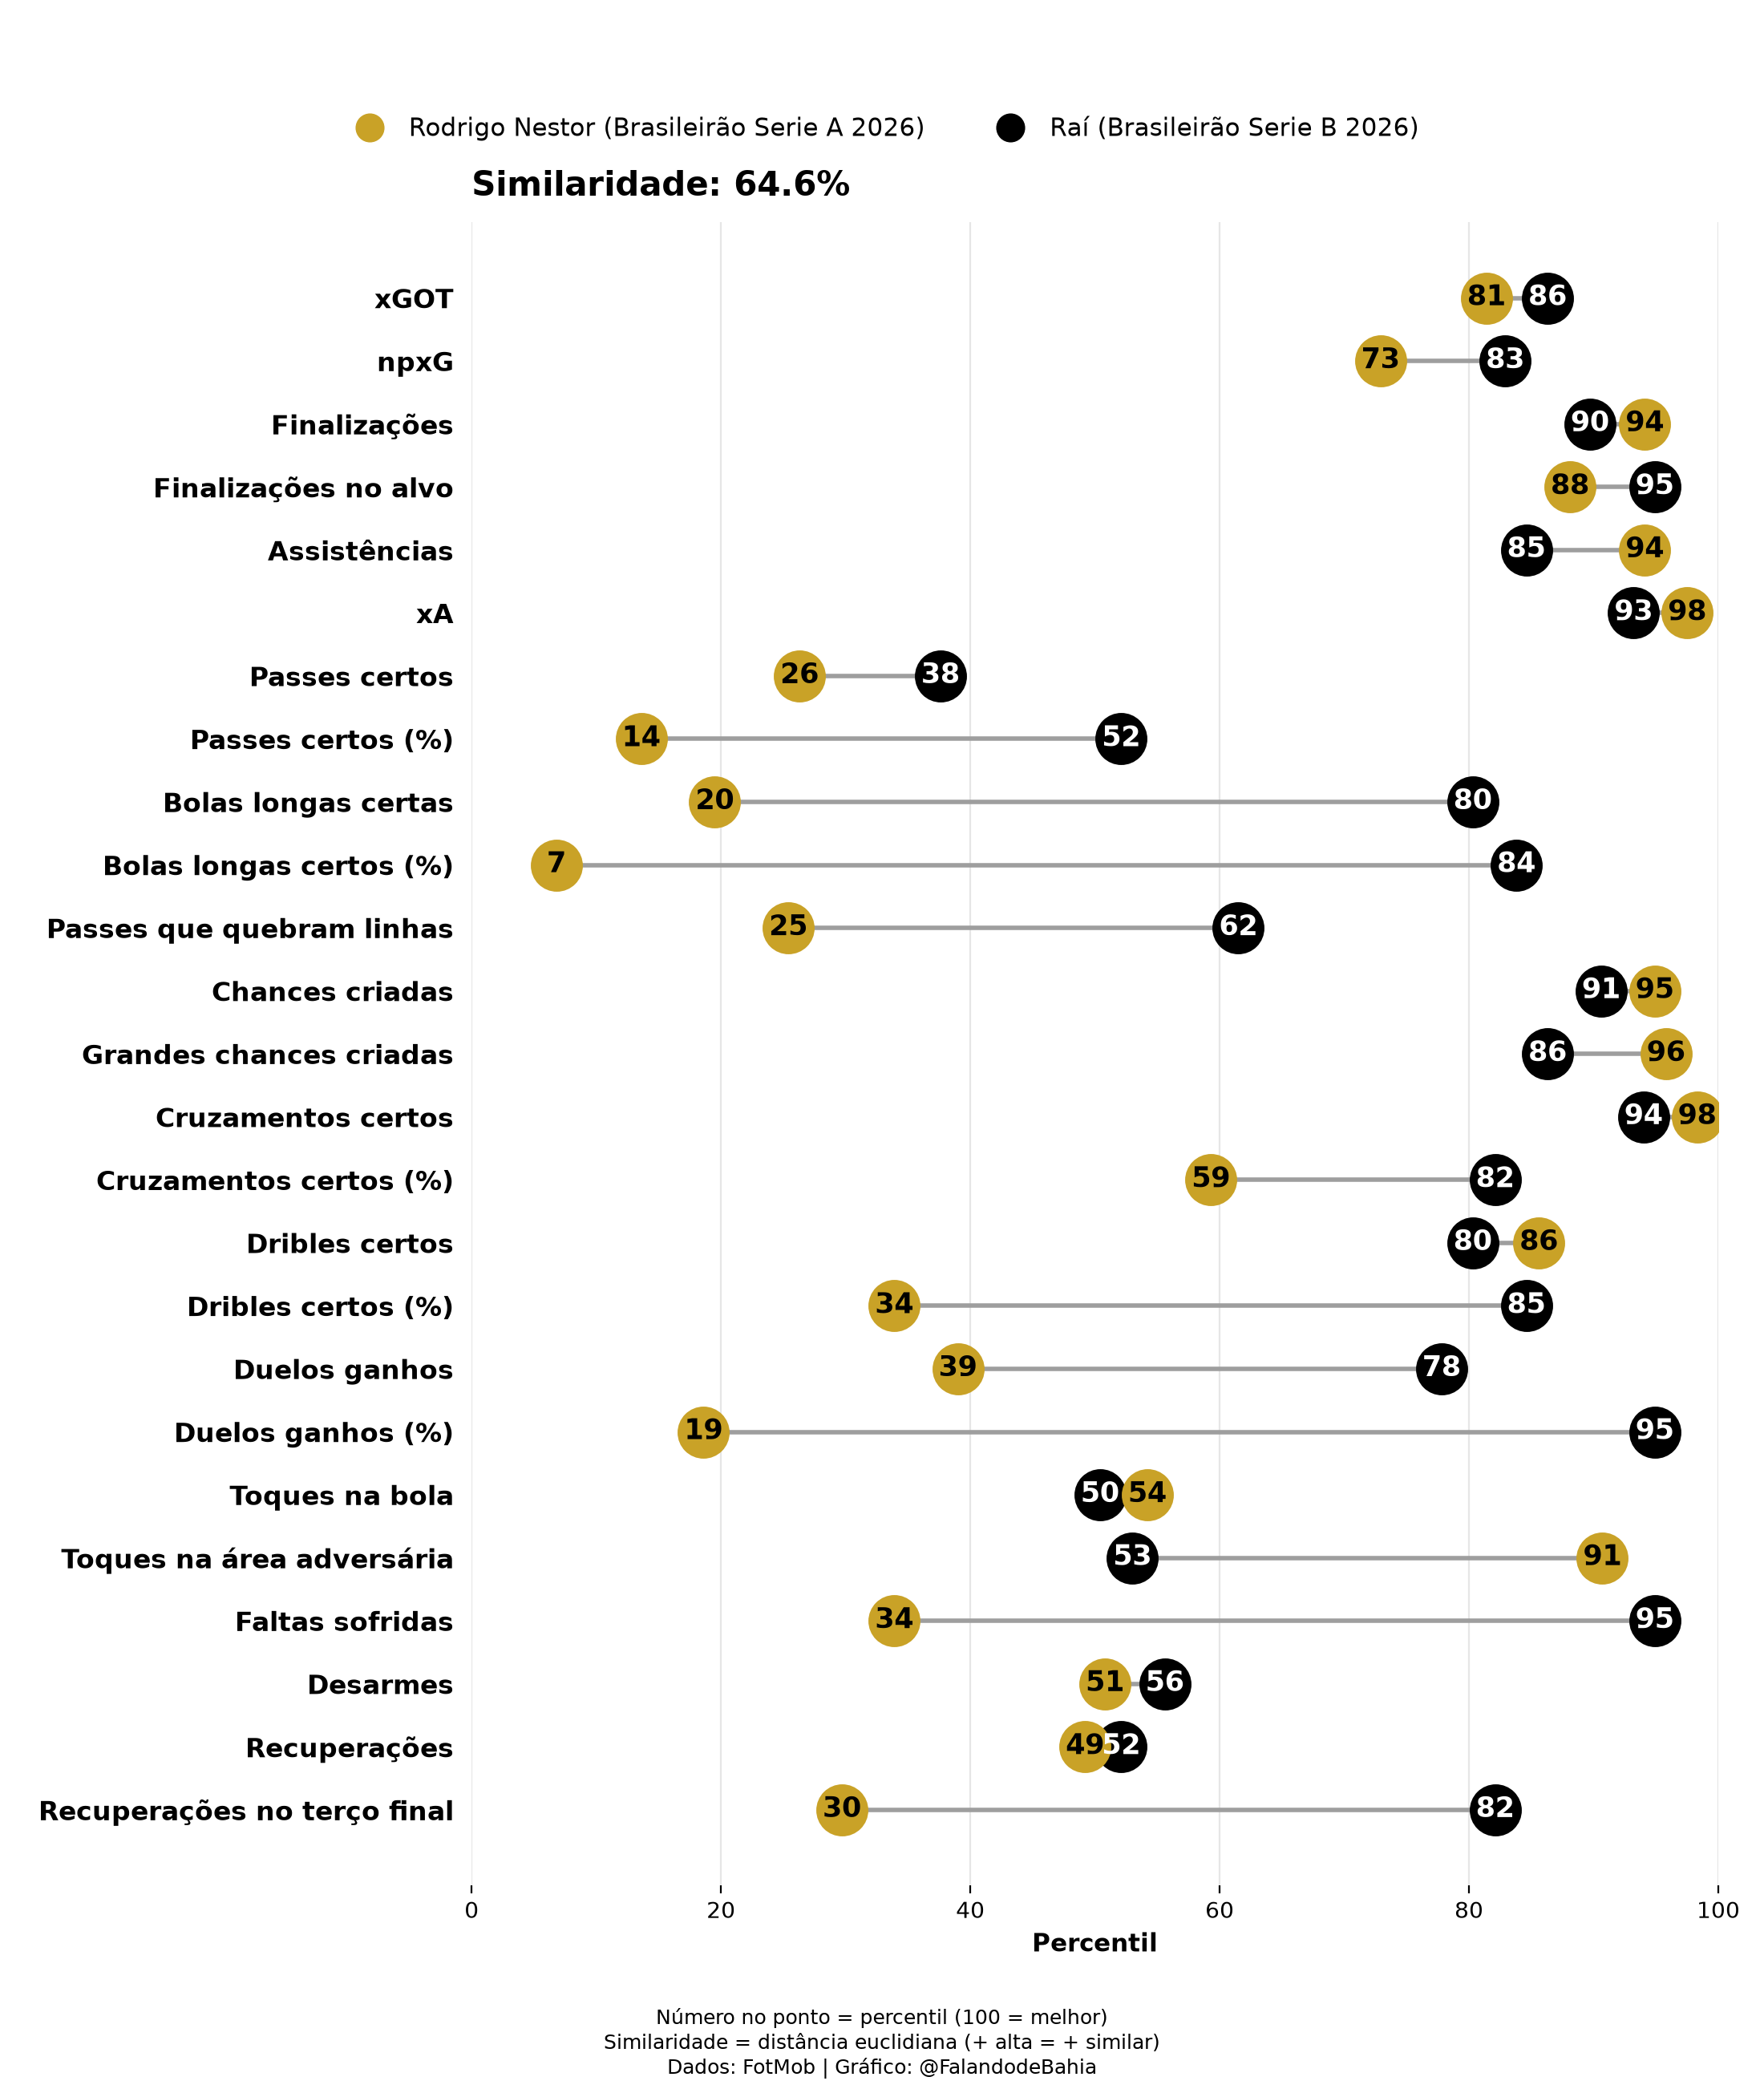 Rodrigo Nestor (Brasileirão Serie A 2026) Raí (Brasileirão Serie B 2026)
Similaridade: 64.6%
xGOT 81 86
npxG 73 83
Finalizações 90 94
Finalizações no alvo 88 95
Assistências 85 94
xA 93 98
Passes certos 26 38
Passes certos (%) 14 52
Bolas longas certas 20 80
Bolas longas certos (%) 7 84
Passes que quebram linhas 25 62
Chances criadas 91 95
Grandes chances criadas 86 96
Cruzamentos certos 94 98
Cruzamentos certos (%) 59 82
Dribles certos 80 86
Dribles certos (%) 34 85
Duelos ganhos 39 78
Duelos ganhos (%) 19 95
Toques na bola 50 54
Toques na área adversária 53 91
Faltas sofridas 34 95
Desarmes 51 56
Recuperações 49 52
Recuperações no terço final 30 82
0 20 40 60 80 100
Percentil
Número no ponto = percentil (100 = melhor)
Similaridade = distância euclidiana (+ alta = + similar)
Dados: FotMob | Gráfico: @FalandodeBahia